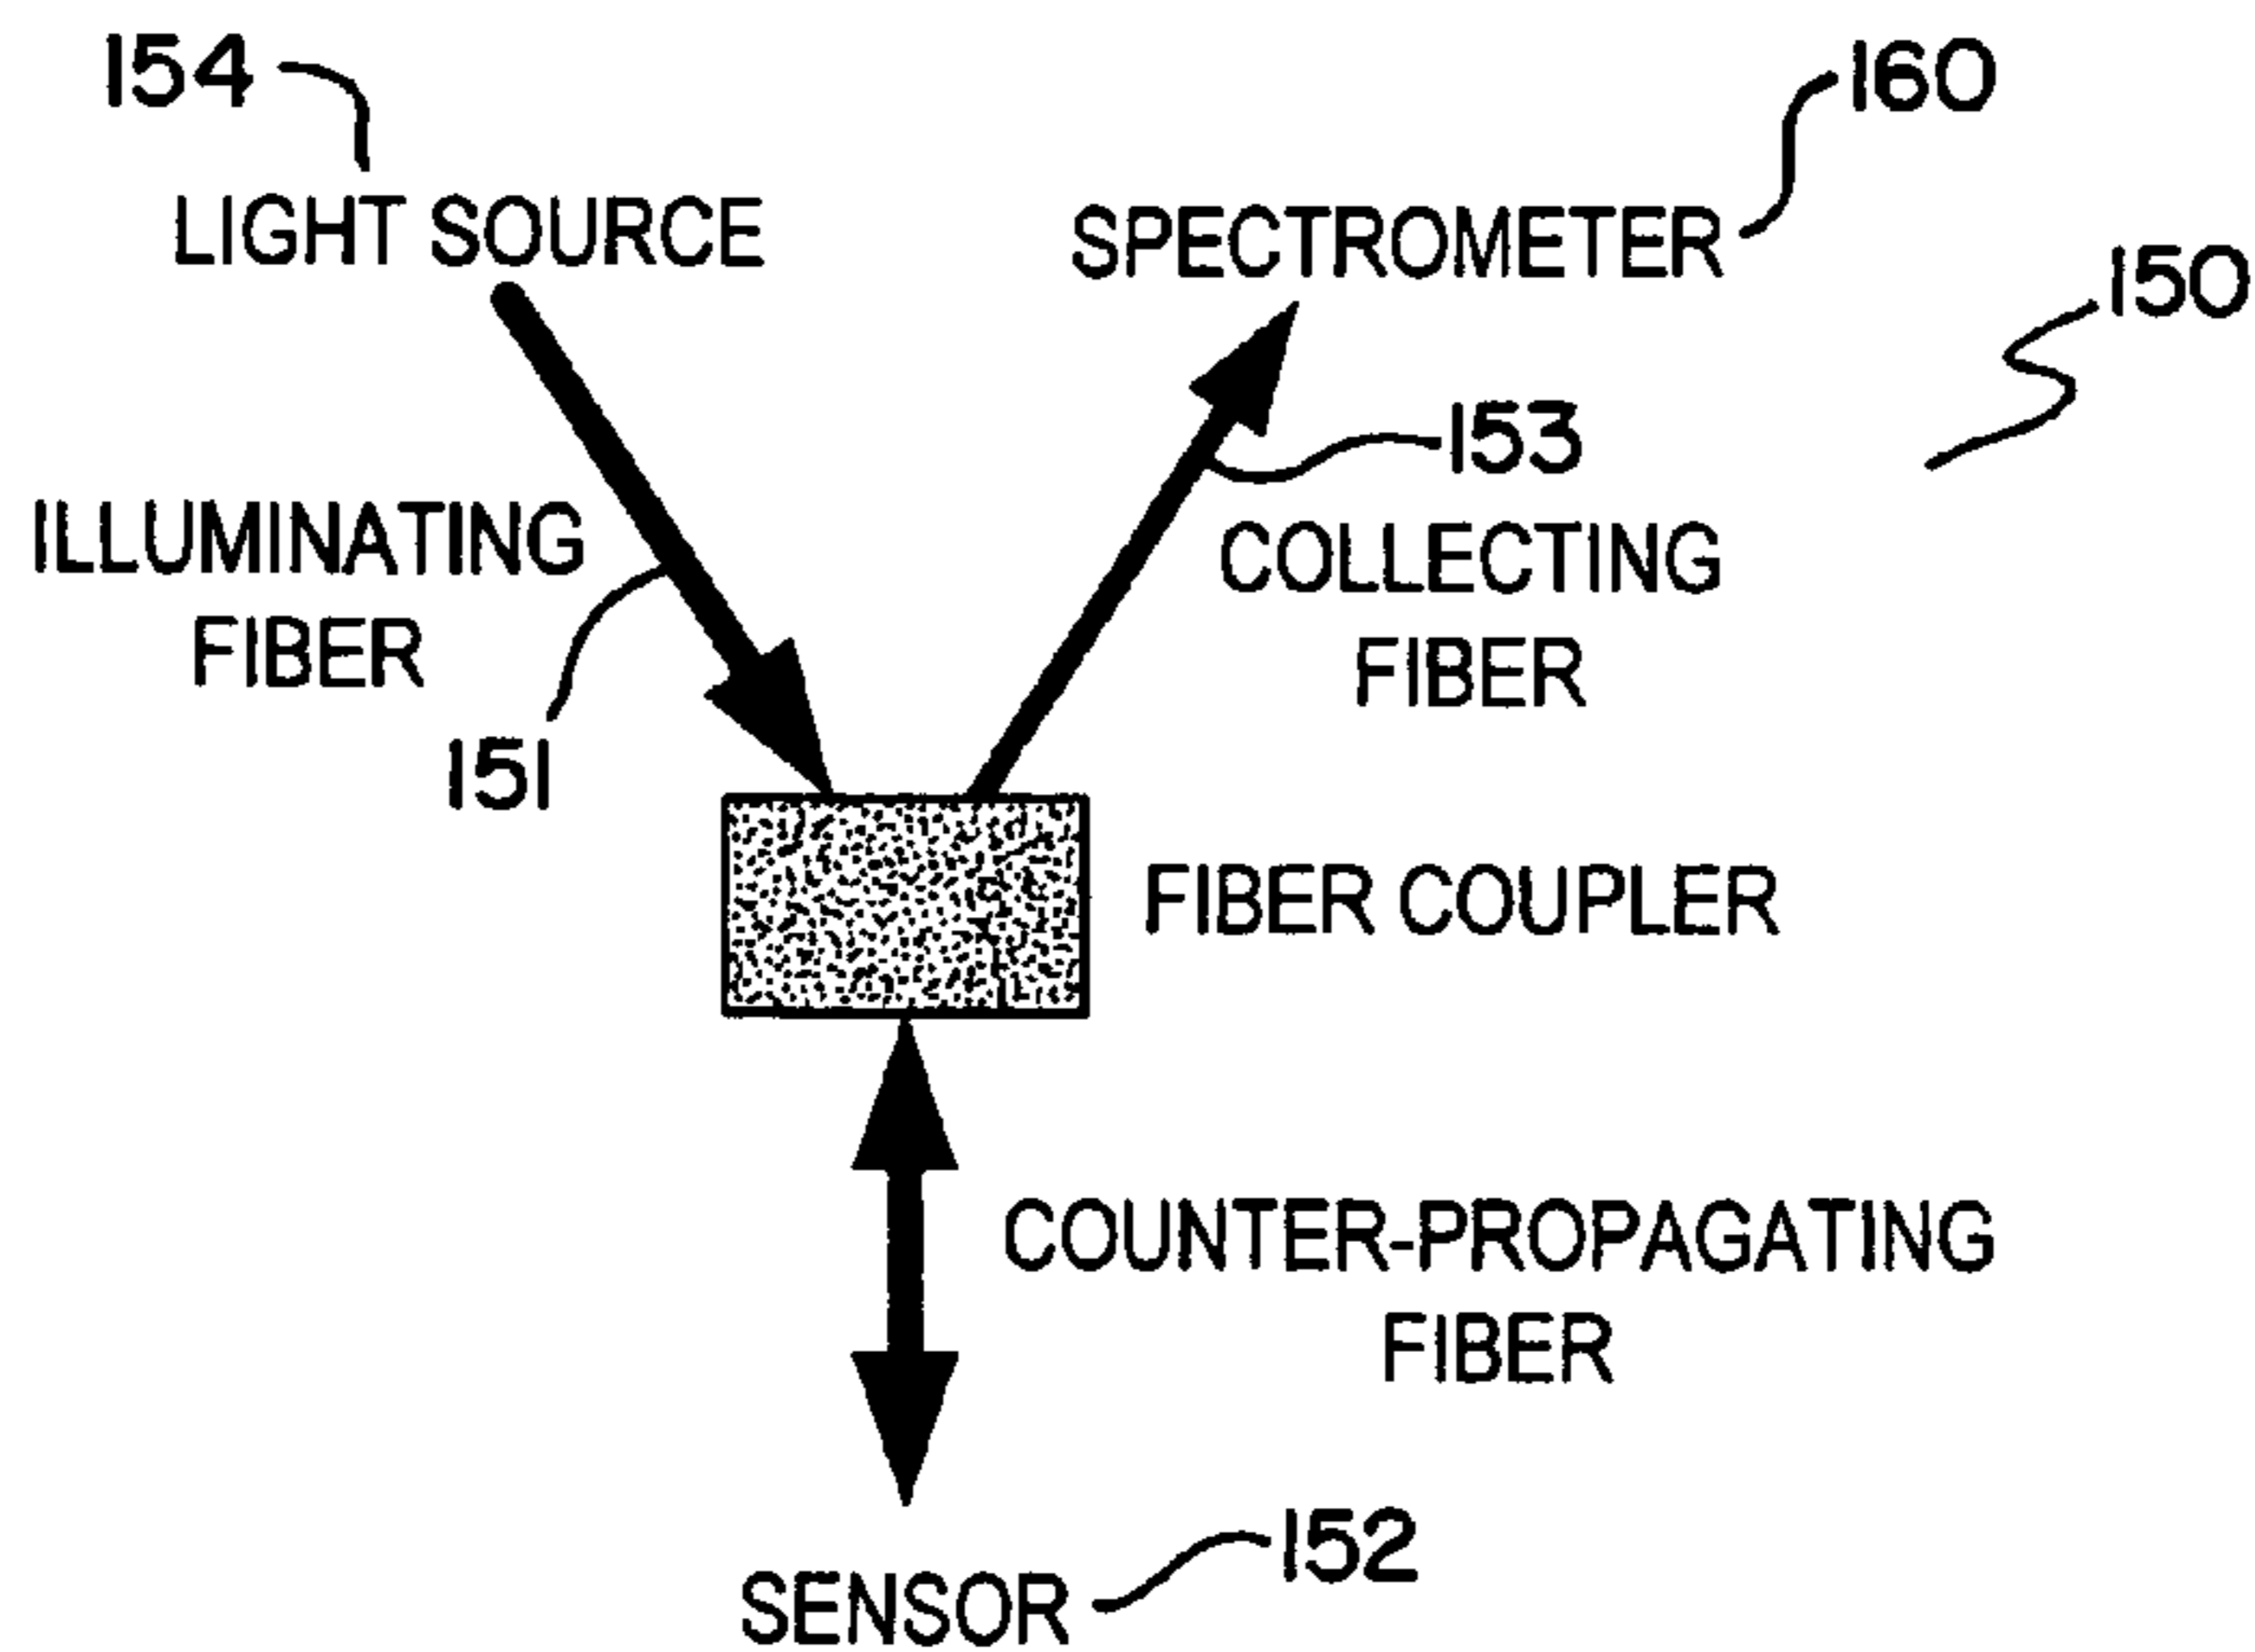 154
160
LIGHT SOURCE
SPECTROMETER
150
153
ILLUMINATING
FIBER
COLLECTING
FIBER
151
FIBER COUPLER
COUNTER-PROPAGATING
FIBER
152
SENSOR